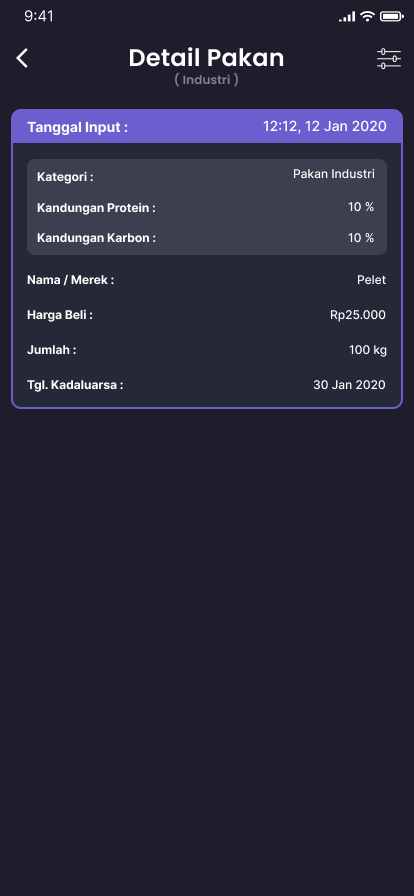 9:41
Detail Pakan
( Industri )
Tanggal Input : 12:12, 12 Jan 2020
Kategori : Pakan Industri
Kandungan Protein : 10 %
Kandungan Karbon : 10 %
Nama / Merek : Pelet
Harga Beli : Rp25.000
Jumlah : 100 kg
Tgl. Kadaluarsa : 30 Jan 2020